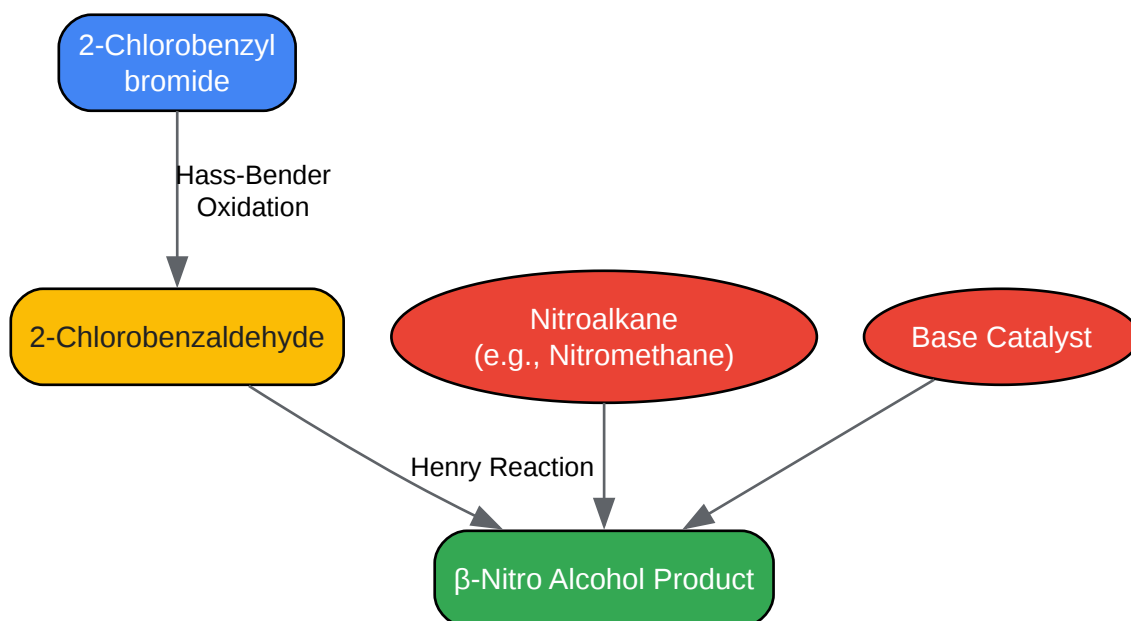 2-Chlorobenzyl
bromide
Hass-Bender
Oxidation
2-Chlorobenzaldehyde
Nitroalkane
(e.g., Nitromethane)
Base Catalyst
Henry Reaction
β-Nitro Alcohol Product